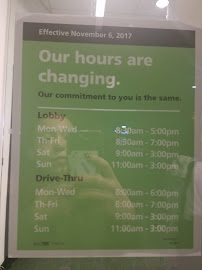 Effective November 6, 2017
Our hours are
changing.
Our commitment to you is the same.
Lobby
Mon-Wed 8:30am - 5:00pm
Th-Fri 8:30am - 7:00pm
Sat 9:00am - 3:00pm
Sun 11:00am - 3:00pm
Drive-Thru
Mon-Wed 8:00am - 6:00pm
Th-Fri 8:00am - 7:00pm
Sat 9:00am - 3:00pm
Sun 11:00am - 3:00pm